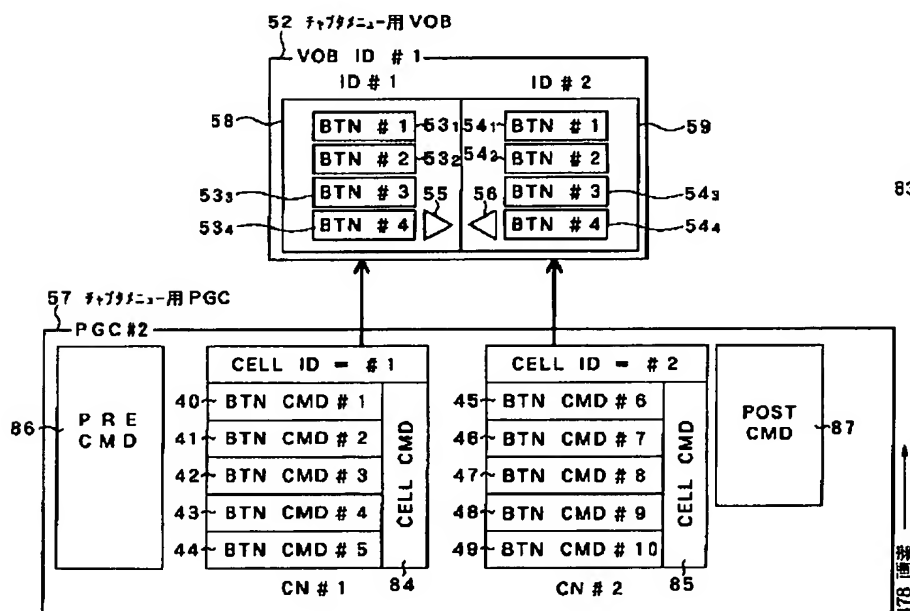 52 チャプタメニュー用 VOB
VOB ID # 1
ID # 1 ID # 2
58 BTN # 1 53₁ 54₁ BTN # 1 59
BTN # 2 53₂ 54₂ BTN # 2
53₃ BTN # 3 55 56 BTN # 3 54₃
53₄ BTN # 4 BTN # 4 54₄
83
57 チャプタメニュー用 PGC
PGC #2
CELL ID = # 1 CELL ID = # 2
86 PRE CMD
40 BTN CMD # 1 45 BTN CMD # 6
41 BTN CMD # 2 46 BTN CMD # 7
42 BTN CMD # 3 47 BTN CMD # 8
43 BTN CMD # 4 48 BTN CMD # 9
44 BTN CMD # 5 49 BTN CMD # 10
CELL CMD CELL CMD
POST CMD 87
CN # 1 84 CN # 2 85
478 画素